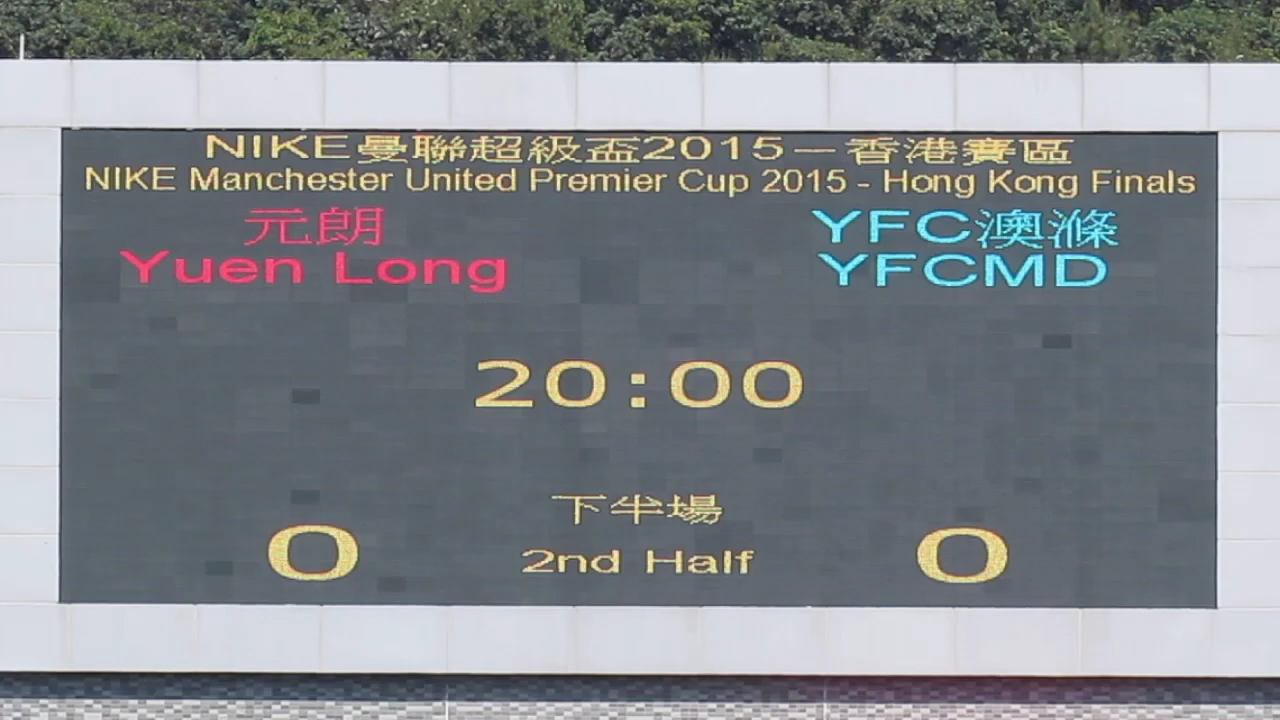 NIKE曼聯超級盃2015－香港賽區
NIKE Manchester United Premier Cup 2015 - Hong Kong Finals
元朗
YFC澳滌
Yuen Long
YFCMD
20:00
下半場
0
2nd Half
0